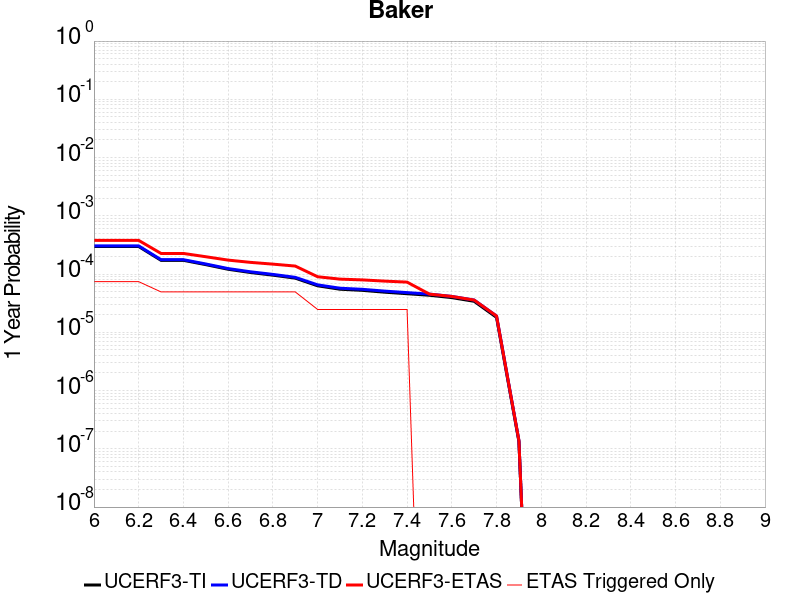 Baker
10^0
10^-1
10^-2
10^-3
10^-4
10^-5
10^-6
10^-7
10^-8
1 Year Probability
6 6.2 6.4 6.6 6.8 7 7.2 7.4 7.6 7.8 8 8.2 8.4 8.6 8.8 9
Magnitude
UCERF3-TI UCERF3-TD UCERF3-ETAS ETAS Triggered Only